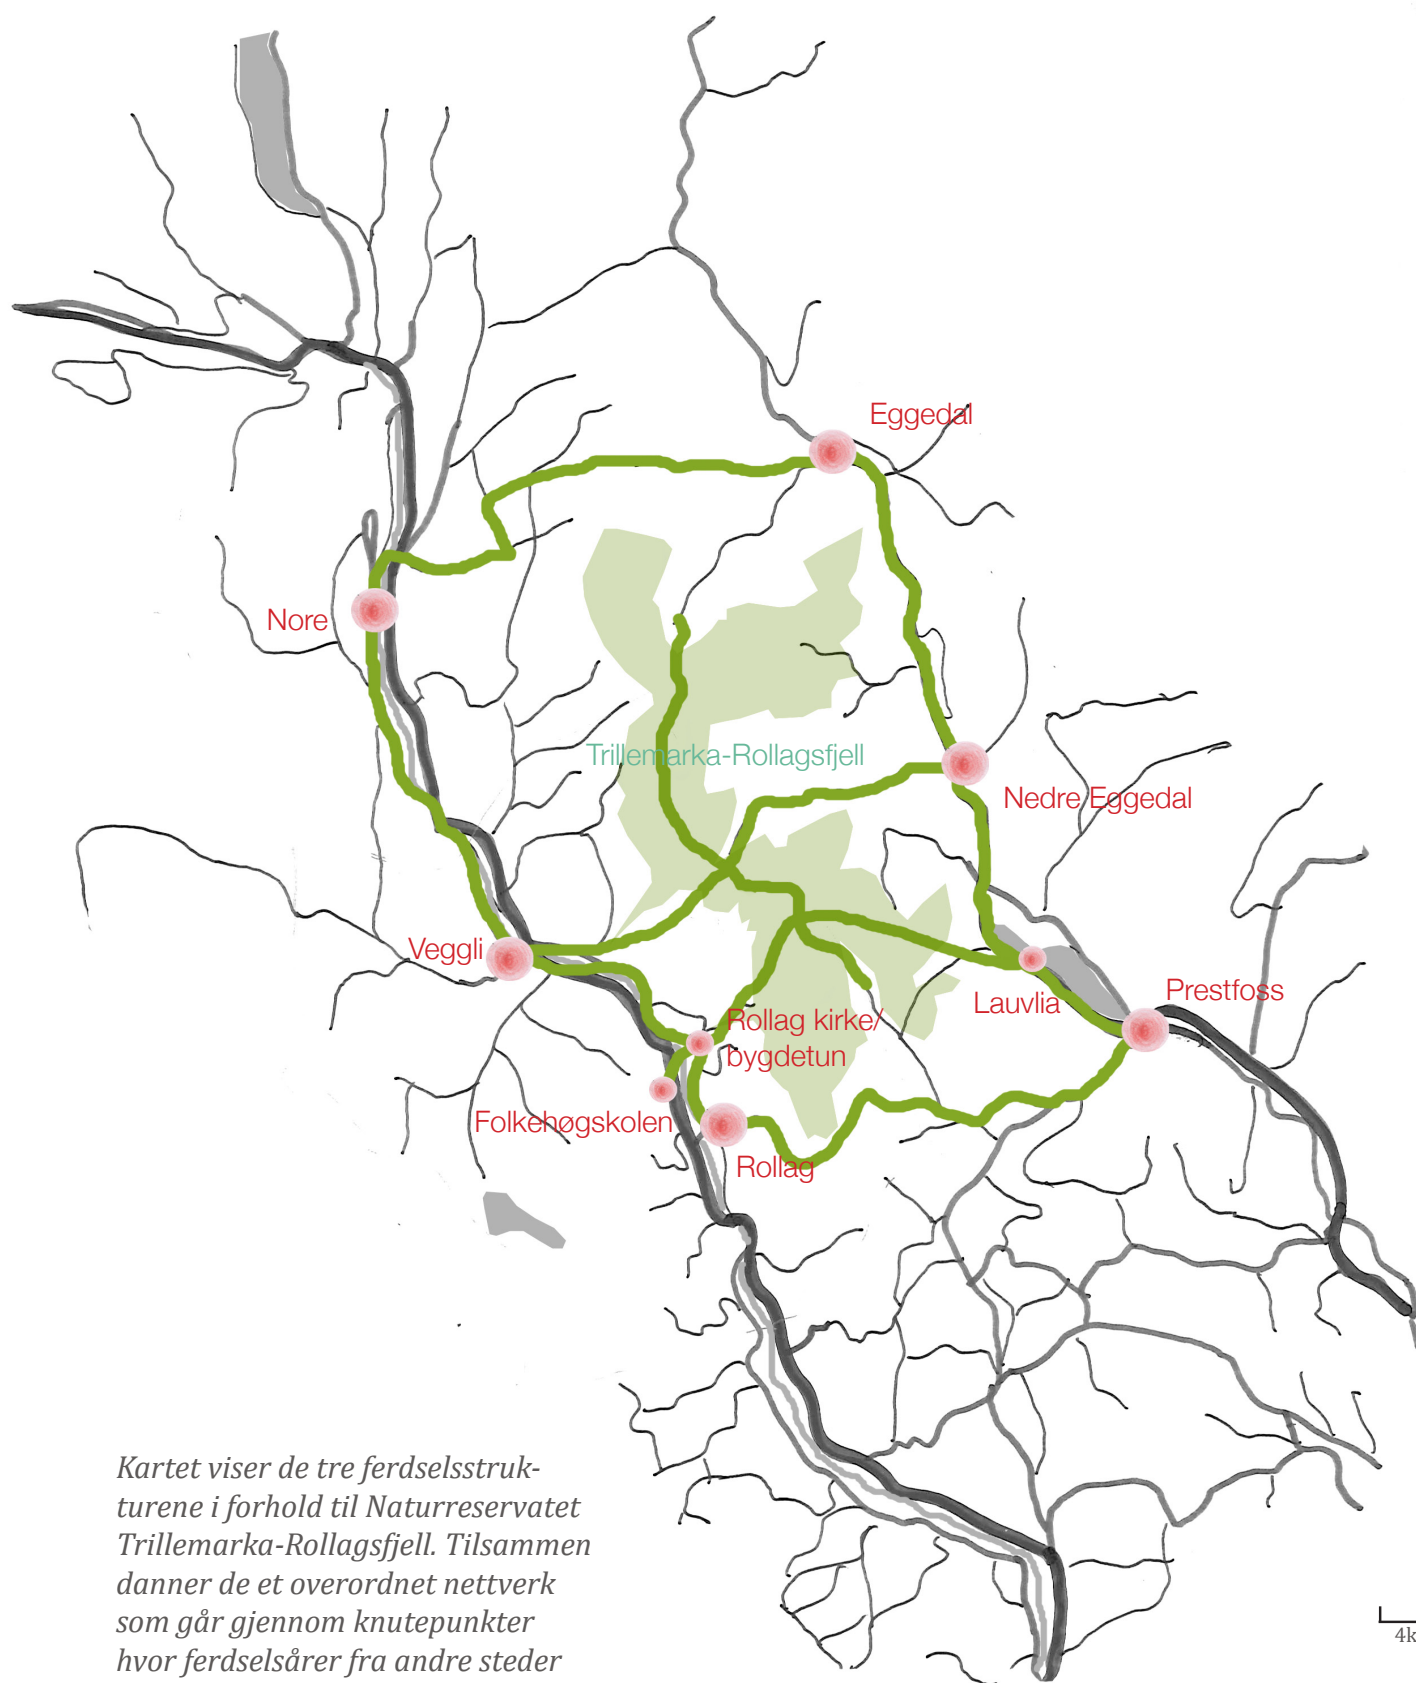 Eggedal
Nore
Trillemarka-Rollagsfjell
Nedre Eggedal
Veggli
Lauvlia
Prestfoss
Rollag kirke/
bygdetun
Folkehøgskolen
Rollag
Kartet viser de tre ferdselsstruk-
turene i forhold til Naturreservatet
Trillemarka-Rollagsfjell. Tilsammen
danner de et overordnet nettverk
som går gjennom knutepunkter
hvor ferdselsårer fra andre steder
4k